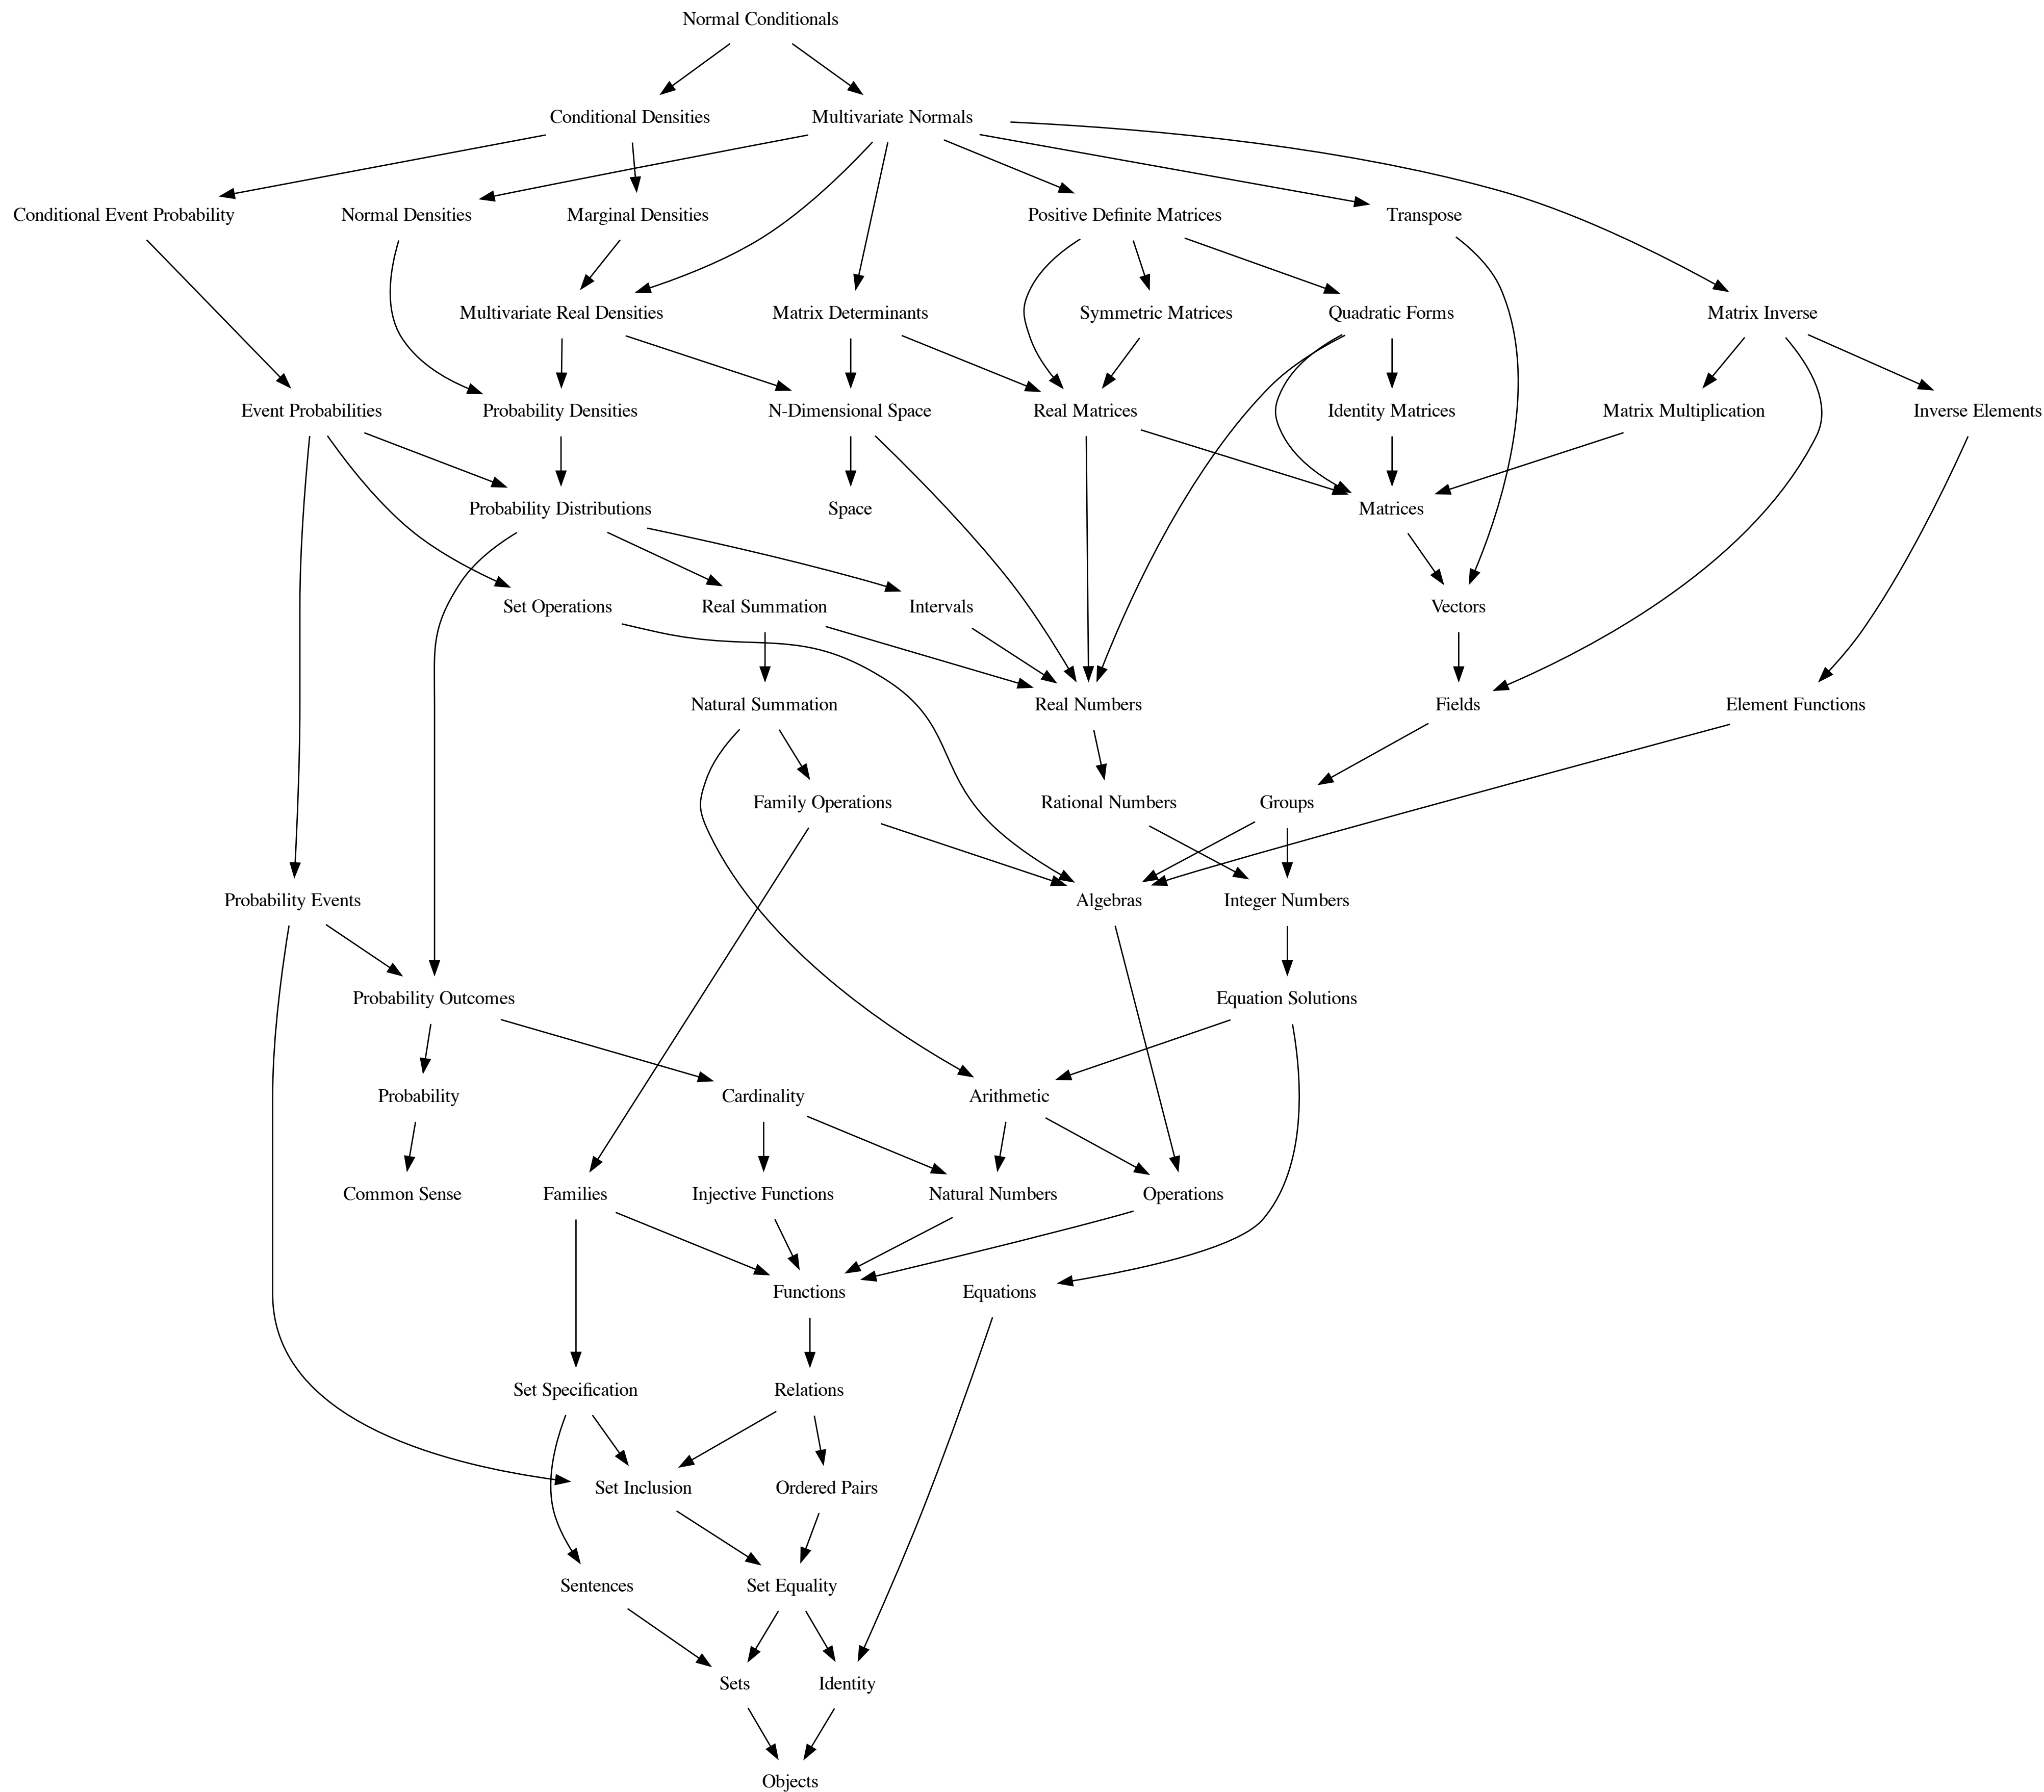 Normal Conditionals
Conditional Densities
Multivariate Normals
Conditional Event Probability
Normal Densities
Marginal Densities
Positive Definite Matrices
Transpose
Multivariate Real Densities
Matrix Determinants
Symmetric Matrices
Quadratic Forms
Matrix Inverse
Event Probabilities
Probability Densities
N-Dimensional Space
Real Matrices
Identity Matrices
Matrix Multiplication
Inverse Elements
Probability Distributions
Space
Matrices
Set Operations
Real Summation
Intervals
Vectors
Natural Summation
Real Numbers
Fields
Element Functions
Family Operations
Rational Numbers
Groups
Probability Events
Algebras
Integer Numbers
Probability Outcomes
Equation Solutions
Probability
Cardinality
Arithmetic
Common Sense
Families
Injective Functions
Natural Numbers
Operations
Functions
Equations
Set Specification
Relations
Set Inclusion
Ordered Pairs
Sentences
Set Equality
Sets
Identity
Objects